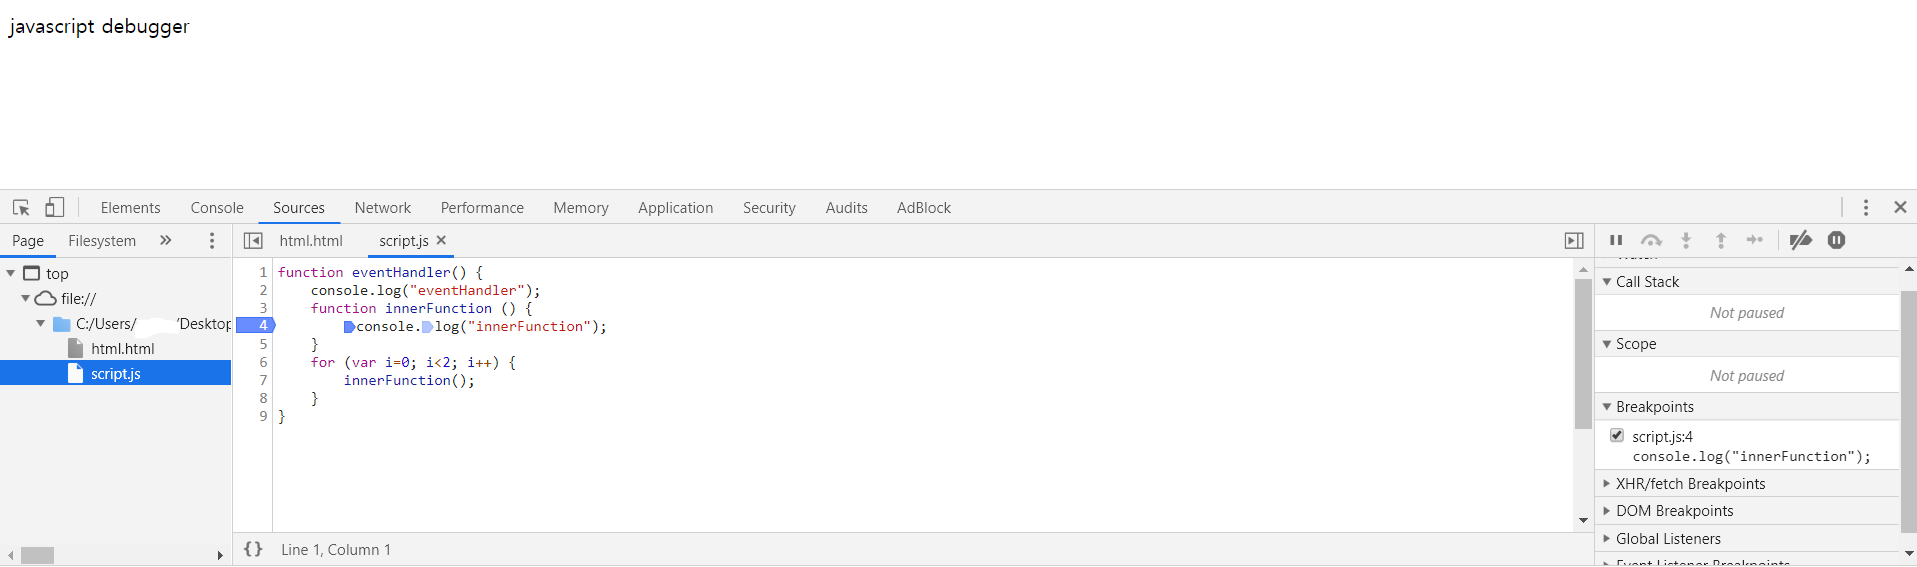 javascript debugger
Elements Console Sources Network Performance Memory Application Security Audits AdBlock
Page Filesystem » html.html script.js ×
top
file://
C:/Users/ /Desktop
html.html
script.js
1 function eventHandler() {
2 console.log("eventHandler");
3 function innerFunction () {
4 console.log("innerFunction");
5 }
6 for (var i=0; i<2; i++) {
7 innerFunction();
8 }
9 }
{} Line 1, Column 1
Call Stack
Not paused
Scope
Not paused
Breakpoints
script.js:4
console.log("innerFunction");
XHR/fetch Breakpoints
DOM Breakpoints
Global Listeners
Event Listener Breakpoints